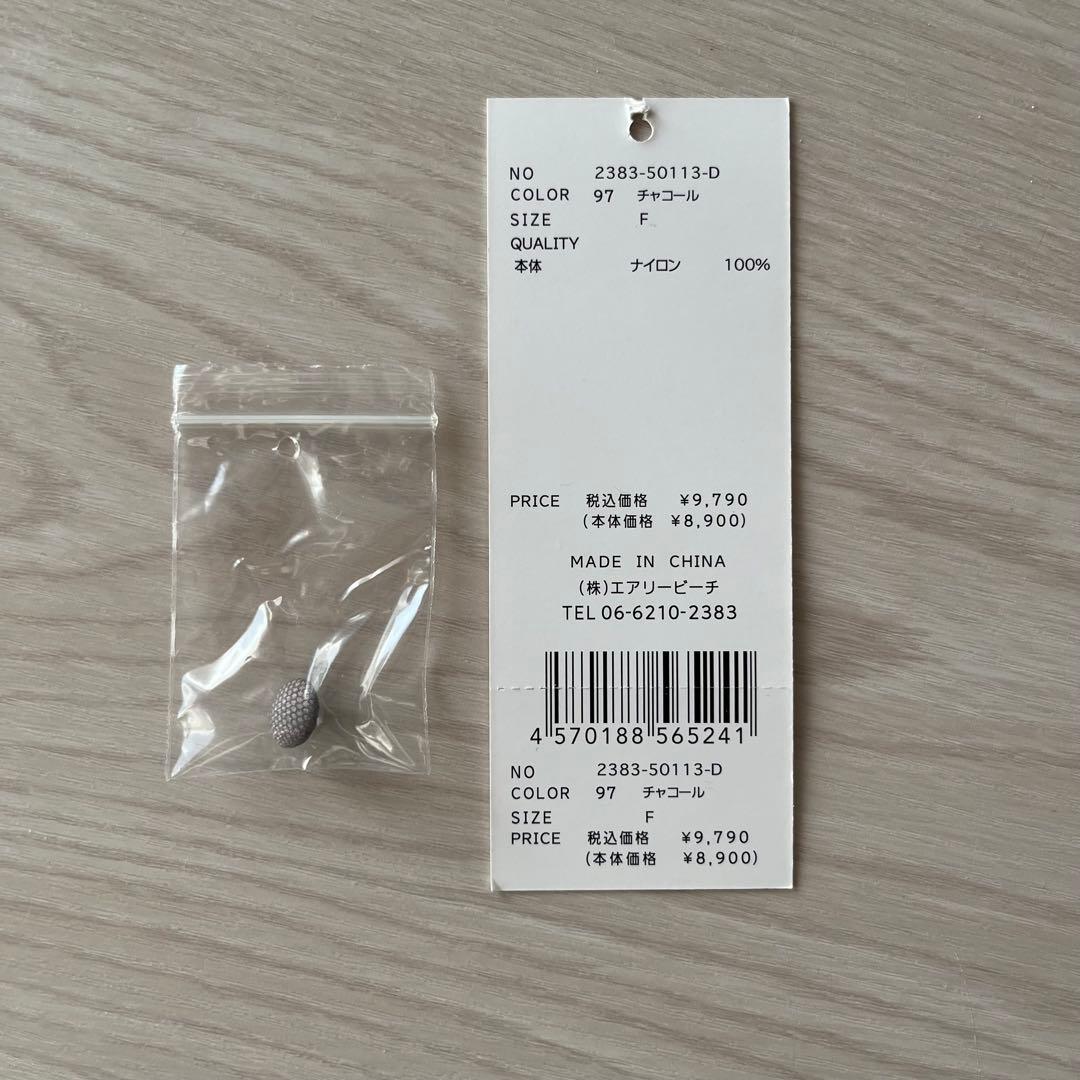 NO 2383-50113-D
COLOR 97 チャコール
SIZE F
QUALITY
本体 ナイロン 100%
PRICE 税込価格 ¥9,790
(本体価格 ¥8,900)
MADE IN CHINA
(株)エアリーピーチ
TEL 06-6210-2383
4 570188 565241
NO 2383-50113-D
COLOR 97 チャコール
SIZE F
PRICE 税込価格 ¥9,790
(本体価格 ¥8,900)